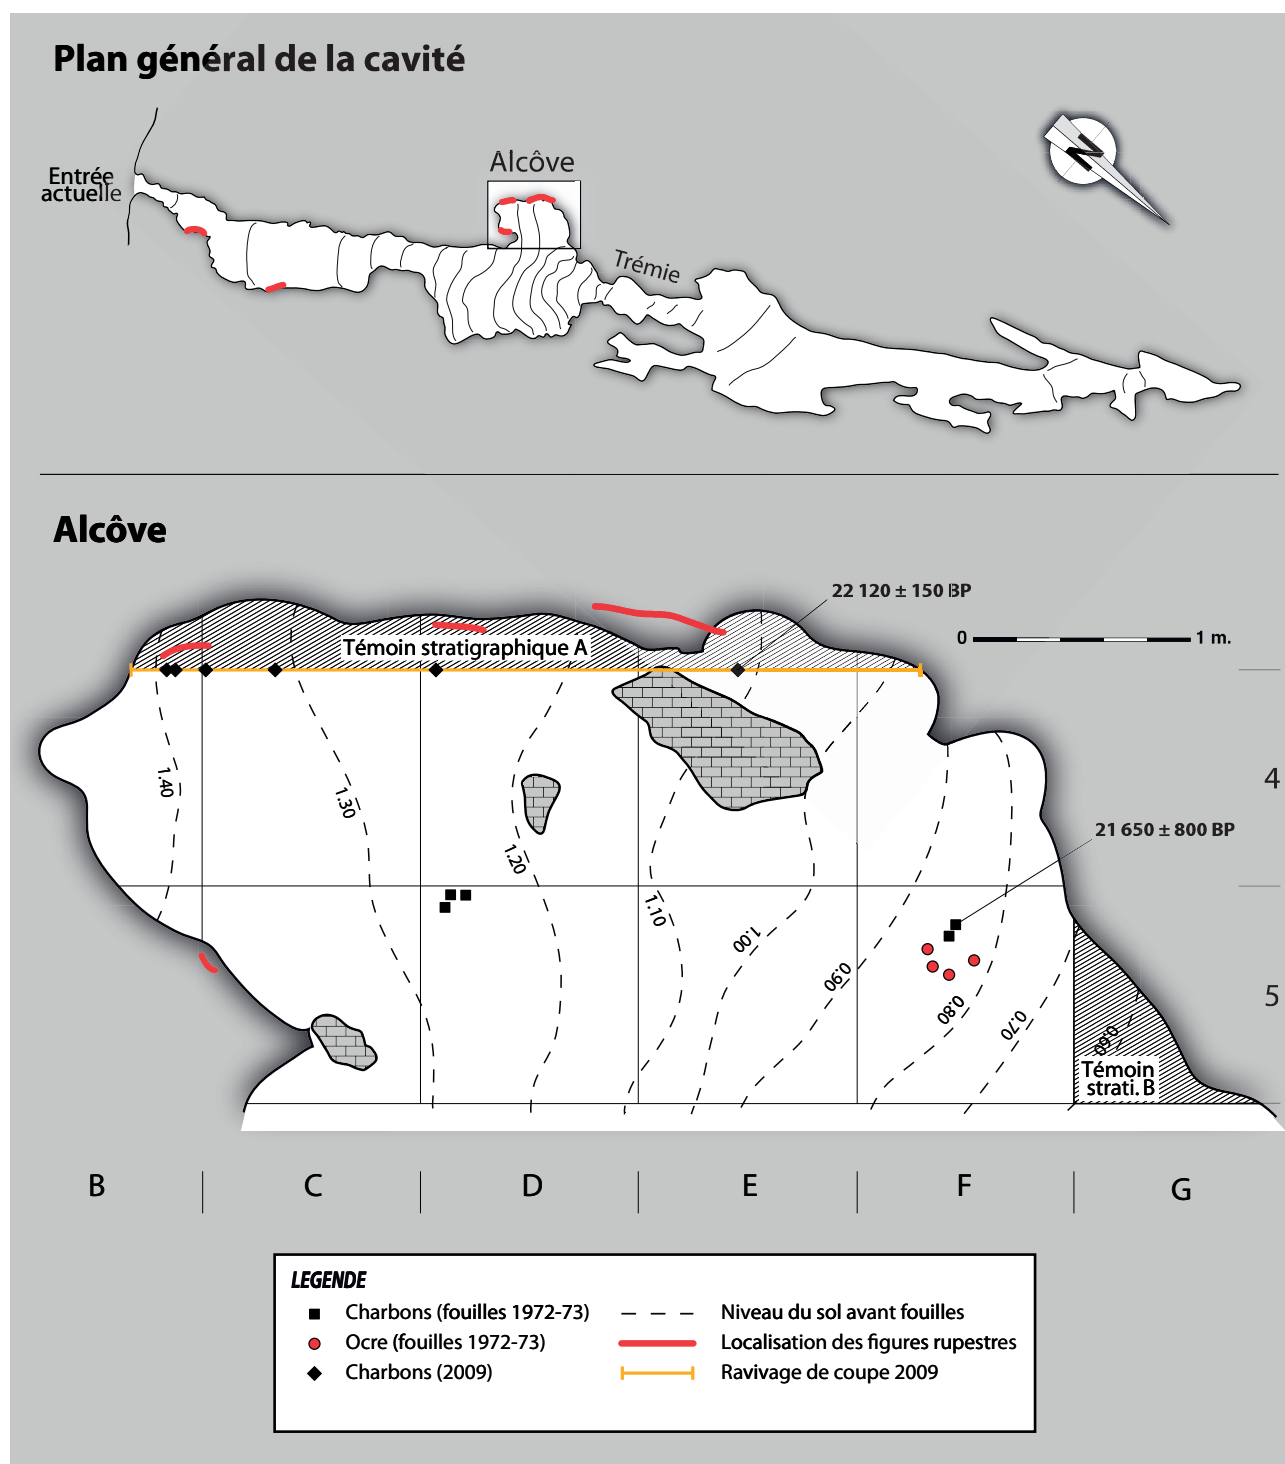 Plan général de la cavité
Alcôve
Entrée
actuelle
N
Trémie
Alcôve
22 120 ± 150 BP
0
1 m.
Témoin stratigraphique A
4
1.40
1.30
21 650 ± 800 BP
1.20
1.10
1.00
0.90
0.80
0.70
0.60
5
Témoin
strati. B
B
C
D
E
F
G
LEGENDE
Charbons (fouilles 1972-73)
Niveau du sol avant fouilles
Ocre (fouilles 1972-73)
Localisation des figures rupestres
Charbons (2009)
Ravivage de coupe 2009